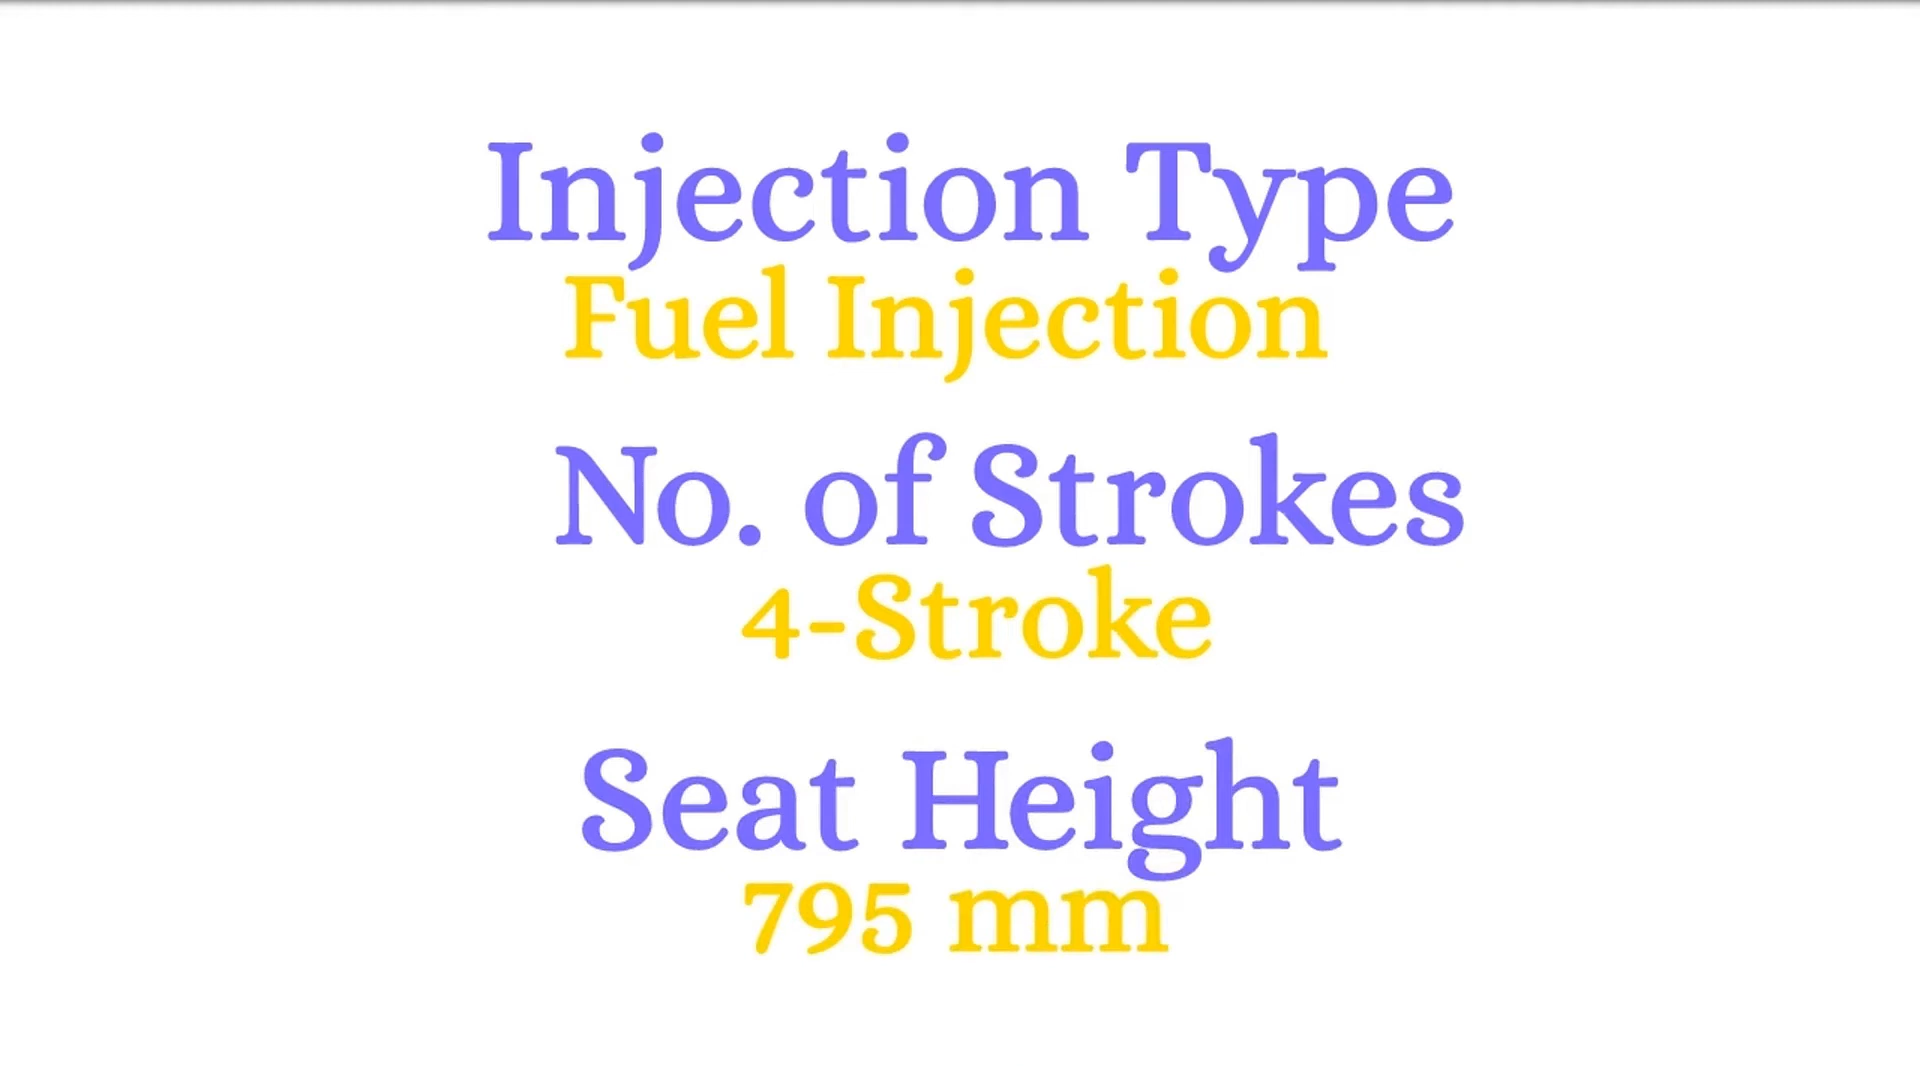 Injection Type
Fuel Injection
No. of Strokes
4-Stroke
Seat Height
795 mm